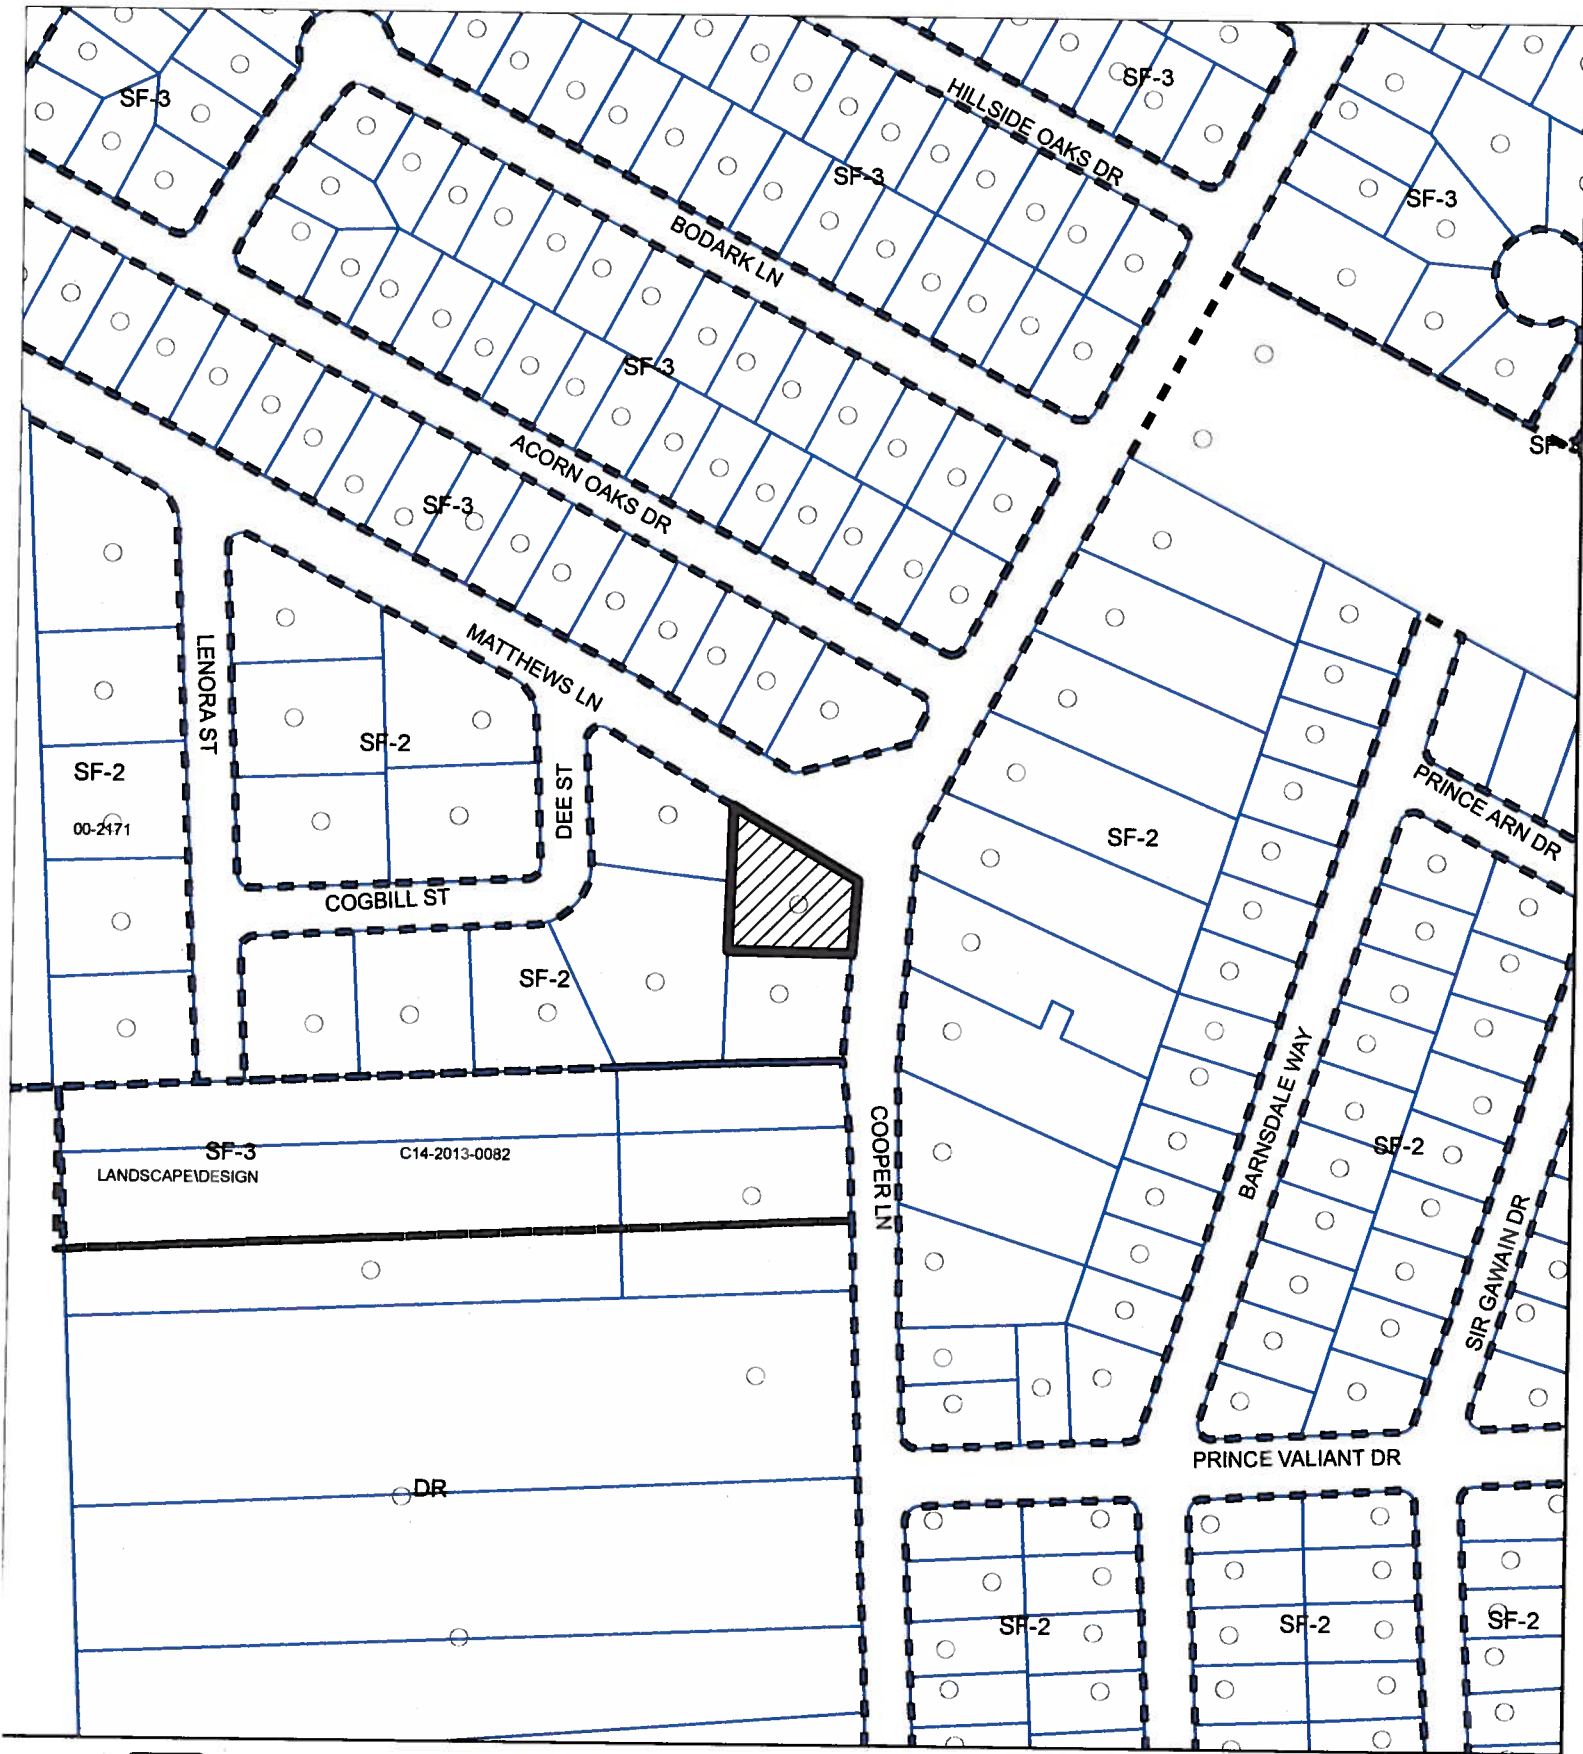 SF-3
SF-3
HILLSIDE OAKS DR
SF-3
SF-3
BODARK LN
SF-3
ACORN OAKS DR
SF-3
MATTHEWS LN
LENORA ST
SF-2
SF-2
00-2171
DEE ST
PRINCE ARN DR
SF-2
COGBILL ST
SF-2
BARNSDALE WAY
SF-3
C14-2013-0082
LANDSCAPE\DESIGN
COOPER LN
SF-2
SIR GAWAIN DR
PRINCE VALIANT DR
DR
SF-2
SF-2
SF-2